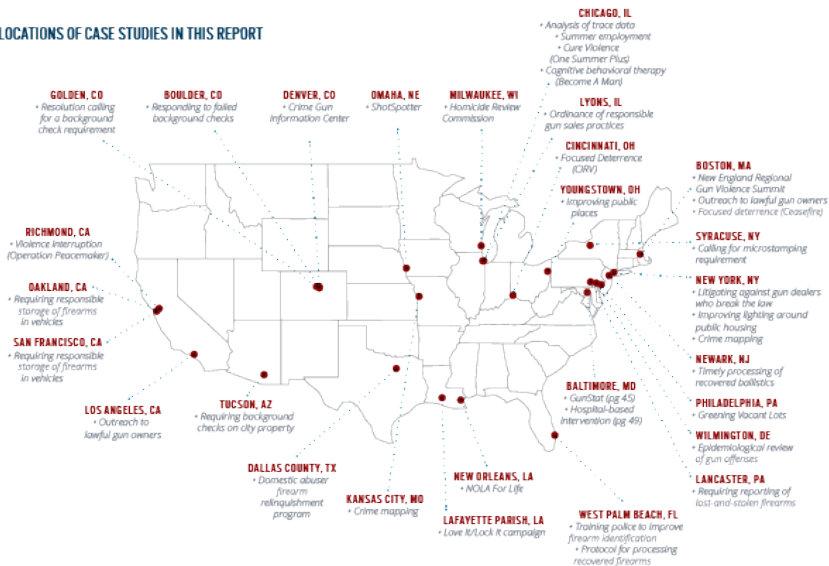 LOCATIONS OF CASE STUDIES IN THIS REPORT
CHICAGO, IL
• Analysis of trace data
• Summer employment
• Cure Violence
(One Summer Plus)
• Cognitive behavioral therapy
(Become A Man)
GOLDEN, CO
• Resolution calling
for a background
check requirement
BOULDER, CO
• Responding to failed
background checks
DENVER, CO
• Crime Gun
Information Center
OMAHA, NE
• ShotSpotter
MILWAUKEE, WI
• Homicide Review
Commission
LYONS, IL
• Ordinance of responsible
gun sales practices
CINCINNATI, OH
• Focused Deterrence
(CIRV)
YOUNGSTOWN, OH
• Improving public
places
BOSTON, MA
• New England Regional
Gun Violence Summit
• Outreach to lawful gun owners
• Focused deterrence (Ceasefire)
SYRACUSE, NY
• Calling for microstamping
requirement
NEW YORK, NY
• Litigating against gun dealers
who break the law
• Improving lighting around
public housing
• Crime mapping
NEWARK, NJ
• Timely processing of
recovered ballistics
PHILADELPHIA, PA
• Greening Vacant Lots
WILMINGTON, DE
• Epidemiological review
of gun offenses
LANCASTER, PA
• Requiring reporting of
lost-and-stolen firearms
RICHMOND, CA
• Violence Interruption
(Operation Peacemaker)
OAKLAND, CA
• Requiring responsible
storage of firearms
in vehicles
SAN FRANCISCO, CA
• Requiring responsible
storage of firearms
in vehicles
LOS ANGELES, CA
• Outreach to
lawful gun owners
TUCSON, AZ
• Requiring background
checks on city property
DALLAS COUNTY, TX
• Domestic abuser
firearm
relinquishment
program
KANSAS CITY, MO
• Crime mapping
NEW ORLEANS, LA
• NOLA For Life
LAFAYETTE PARISH, LA
• Love It/Lock It campaign
BALTIMORE, MD
• GunStat (pg 45)
• Hospital-based
Intervention (pg 49)
WEST PALM BEACH, FL
• Training police to improve
firearm identification
• Protocol for processing
recovered firearms